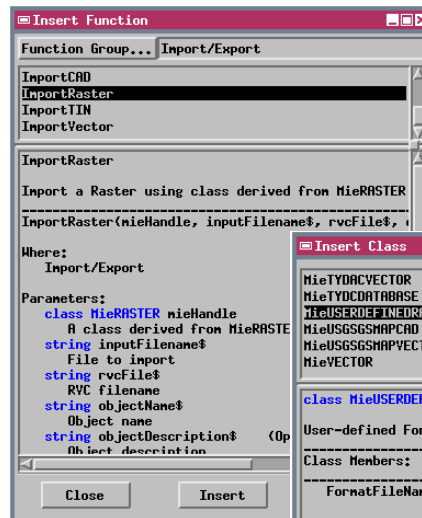 Insert Function
Function Group... Import/Export
ImportCAD
ImportRaster
ImportTIN
ImportVector
ImportRaster
Import a Raster using class derived from MieRASTER
ImportRaster(mieHandle, inputFilename$, rvcFile$,
Where:
Import/Export
Parameters:
class MieRASTER mieHandle
A class derived from MieRASTE
string inputFilename$
File to import
string rvcFile$
RVC filename
string objectName$
Object name
string objectDescription$ (Op
Object description
Close Insert
Insert Class
MieTYDACVECTOR
MieTYDCDATABASE
MieUSERDEFINEDRA
MieUSGSGSMAPCAD
MieUSGSGSMAPVECT
MieVECTOR
class MieUSERDEF
User-defined For
Class Members:
FormatFileNam